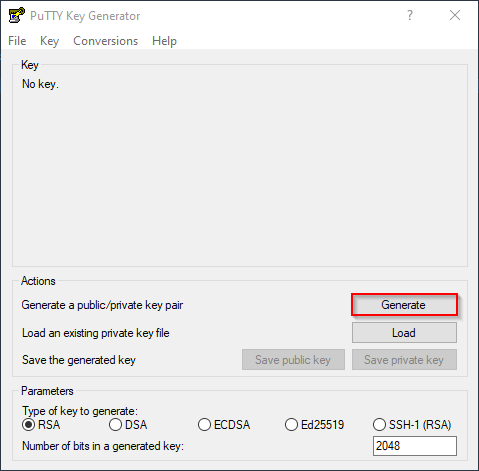 PuTTY Key Generator ?
File Key Conversions Help
Key
No key.
Actions
Generate a public/private key pair Generate
Load an existing private key file Load
Save the generated key Save public key Save private key
Parameters
Type of key to generate:
RSA DSA ECDSA Ed25519 SSH-1 (RSA)
Number of bits in a generated key: 2048